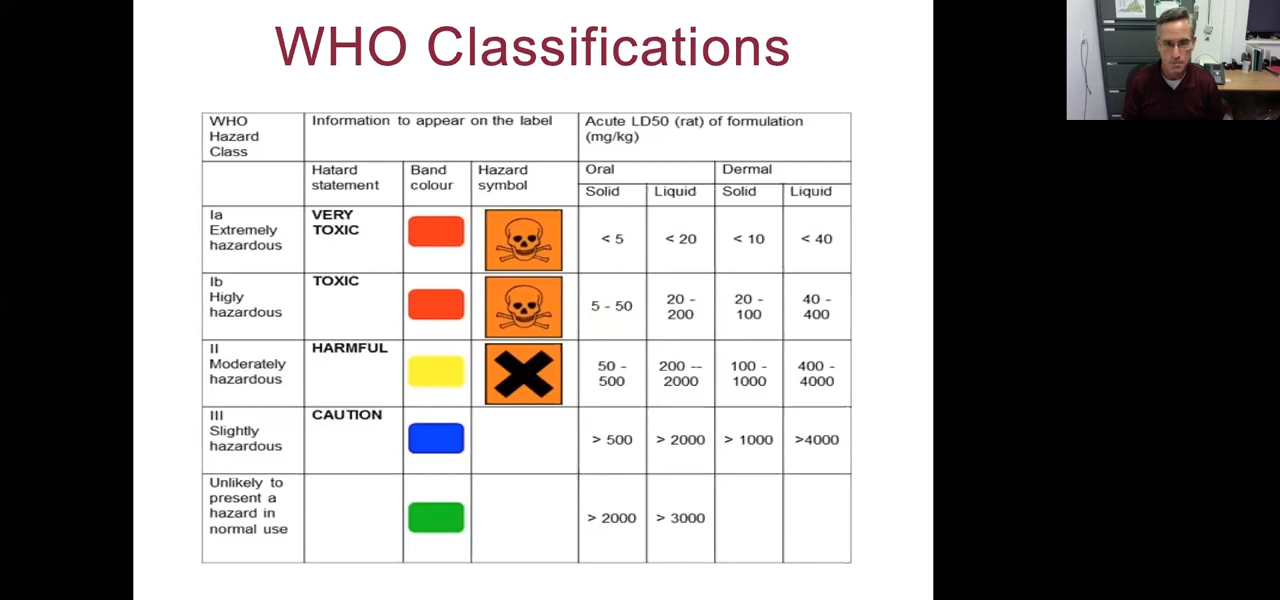 WHO Classifications
WHO
Hazard
Class
Information to appear on the label
Acute LD50 (rat) of formulation
(mg/kg)
Hatard
statement
Band
colour
Hazard
symbol
Oral
Dermal
Solid
Liquid
Solid
Liquid
Ia
Extremely
hazardous
VERY
TOXIC
< 5
< 20
< 10
< 40
Ib
Higly
hazardous
TOXIC
5 - 50
20 -
200
20 -
100
40 -
400
II
Moderately
hazardous
HARMFUL
50 -
500
200 --
2000
100 -
1000
400 -
4000
III
Slightly
hazardous
CAUTION
> 500
> 2000
> 1000
>4000
Unlikely to
present a
hazard in
normal use
> 2000
> 3000